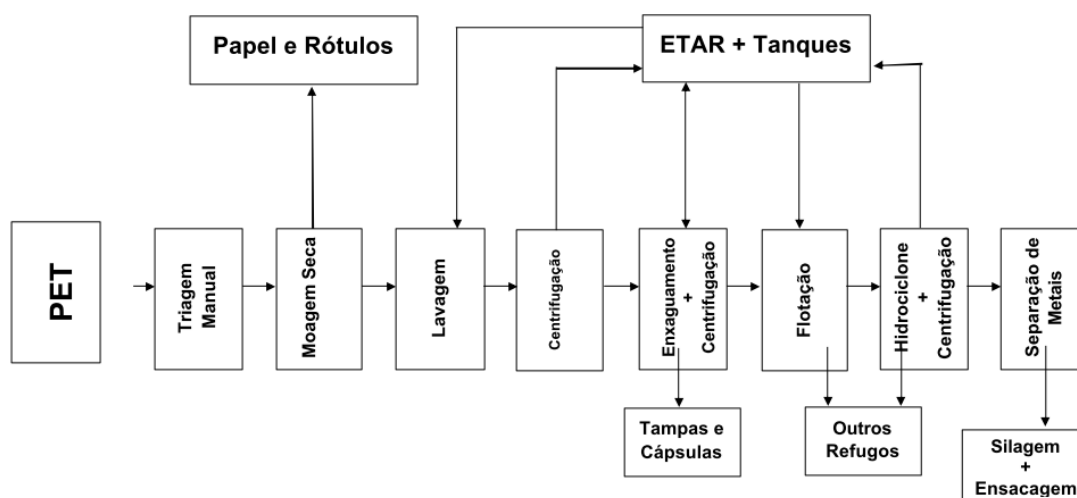 Papel e Rótulos
ETAR + Tanques
PET
Triagem
Manual
Moagem Seca
Lavagem
Centrifugação
Enxaguamento
+
Centrifugação
Flotação
Hidrociclone
+
Centrifugação
Separação de
Metais
Tampas e
Cápsulas
Outros
Refugos
Silagem
+
Ensacagem